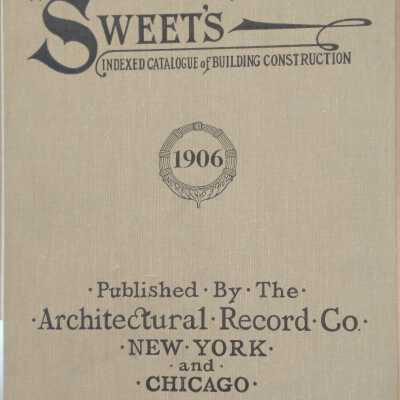 SWEET'S
INDEXED CATALOGUE of BUILDING CONSTRUCTION
1906
·Published·By·The·
·Architectural·Record·Co.
·NEW·YORK·
·and·
·CHICAGO·